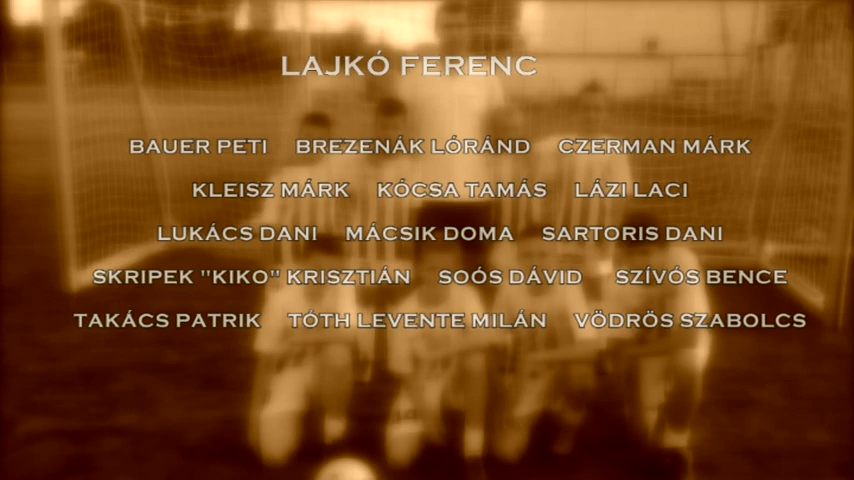 LAJKÓ FERENC
BAUER PETI BREZENÁK LÓRÁND CZERMAN MÁRK
KLEISZ MÁRK KÓCSA TAMÁS LÁZI LACI
LUKÁCS DANI MÁCSIK DOMA SARTORIS DANI
SKRIPEK "KIKO" KRISZTIÁN SOÓS DÁVID SZÍVÓS BENCE
TAKÁCS PATRIK TÓTH LEVENTE MILÁN VÖDRÖS SZABOLCS